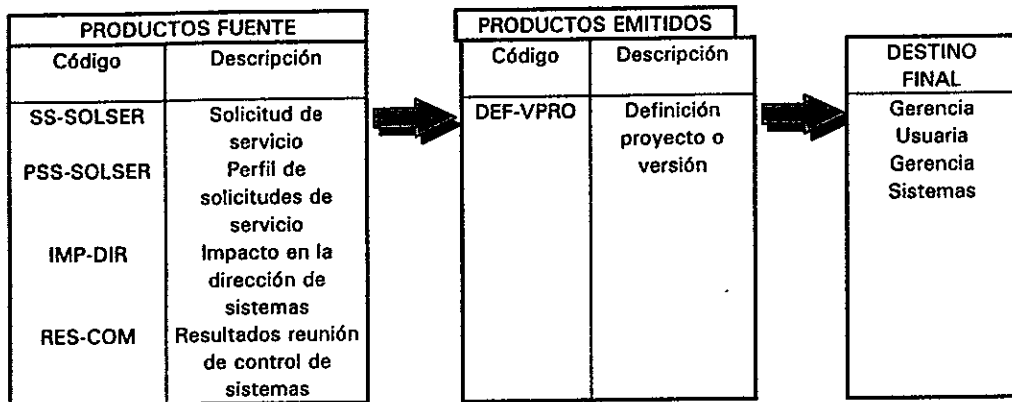 PRODUCTOS FUENTE
Código Descripción
SS-SOLSER Solicitud de
servicio
PSS-SOLSER Perfil de
solicitudes de
servicio
IMP-DIR Impacto en la
dirección de
sistemas
RES-COM Resultados reunión
de control de
sistemas
PRODUCTOS EMITIDOS
Código Descripción
DEF-VPRO Definición
proyecto o
versión
DESTINO
FINAL
Gerencia
Usuaria
Gerencia
Sistemas